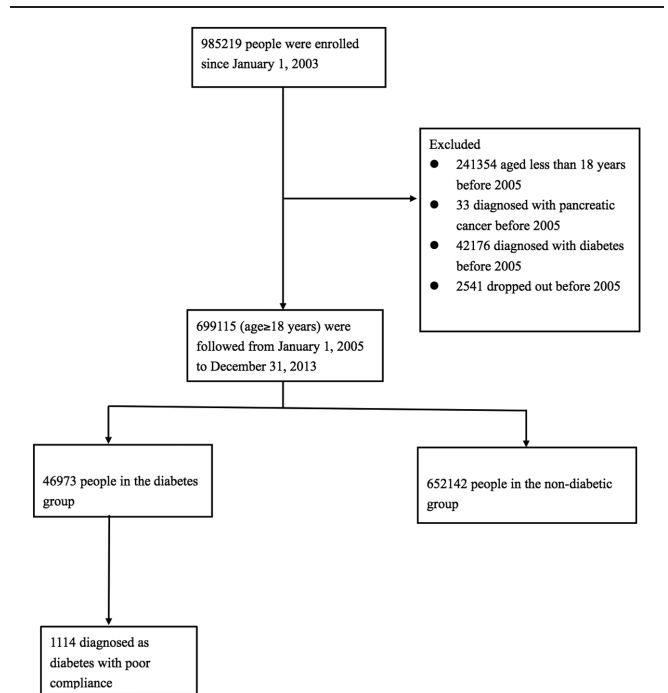 985219 people were enrolled
since January 1, 2003
Excluded
● 241354 aged less than 18 years
before 2005
● 33 diagnosed with pancreatic
cancer before 2005
● 42176 diagnosed with diabetes
before 2005
● 2541 dropped out before 2005
699115 (age≥18 years) were
followed from January 1, 2005
to December 31, 2013
46973 people in the diabetes
group
652142 people in the non-diabetic
group
1114 diagnosed as
diabetes with poor
compliance